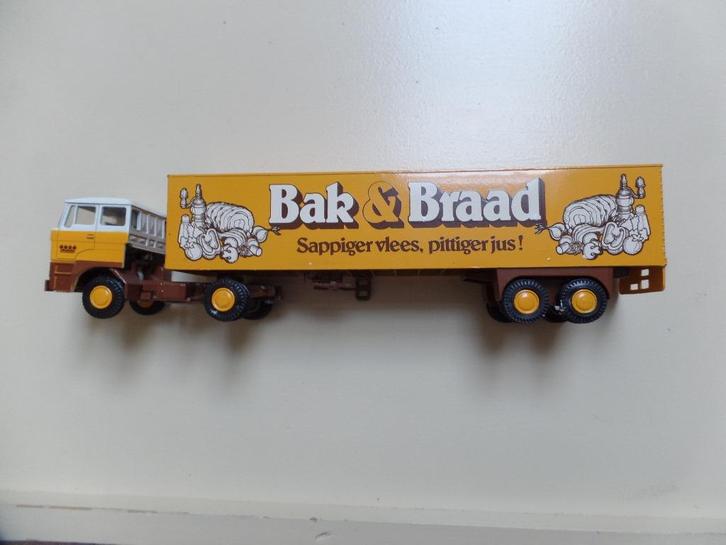 Bak & Braad
Sappiger vlees, pittiger jus!